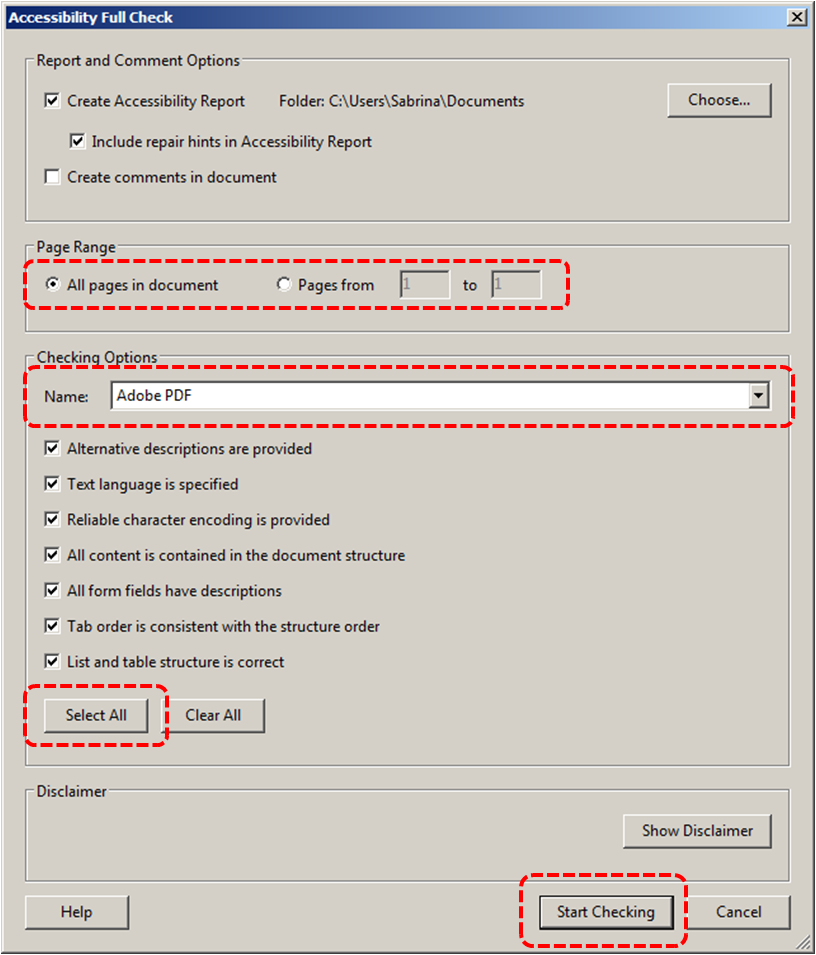 Accessibility Full Check
Report and Comment Options
Create Accessibility Report Folder: C:\Users\Sabrina\Documents Choose...
Include repair hints in Accessibility Report
Create comments in document
Page Range
All pages in document Pages from 1 to 1
Checking Options
Name: Adobe PDF
Alternative descriptions are provided
Text language is specified
Reliable character encoding is provided
All content is contained in the document structure
All form fields have descriptions
Tab order is consistent with the structure order
List and table structure is correct
Select All Clear All
Disclaimer
Show Disclaimer
Help Start Checking Cancel